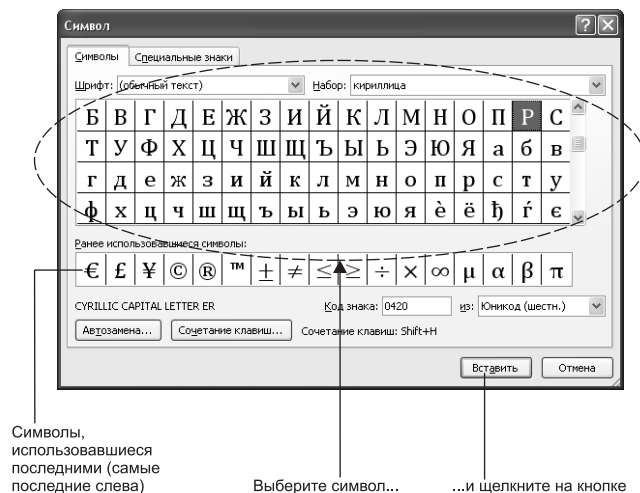 Символ
Символы Специальные знаки
Шрифт: (обычный текст) Набор: кириллица
Б В Г Д Е Ж З И Й К Л М Н О П Р С
Т У Ф Х Ц Ч Ш Щ Ъ Ы Ь Э Ю Я а б в
г д е ж з и й к л м н о п р с т у
ф х ц ч ш щ ъ ы ь э ю я ѐ ё ђ ѓ є
Ранее использовавшиеся символы:
€ £ ¥ © ® ™ ± ≠ ≤ ≥ ÷ × ∞ µ α β π
CYRILLIC CAPITAL LETTER ER Код знака: 0420 из: Юникод (шестн.)
Автозамена... Сочетание клавиш... Сочетание клавиш: Shift+H
Вставить Отмена
Символы,
использовавшиеся
последними (самые
последние слева) Выберите символ... ...и щелкните на кнопке